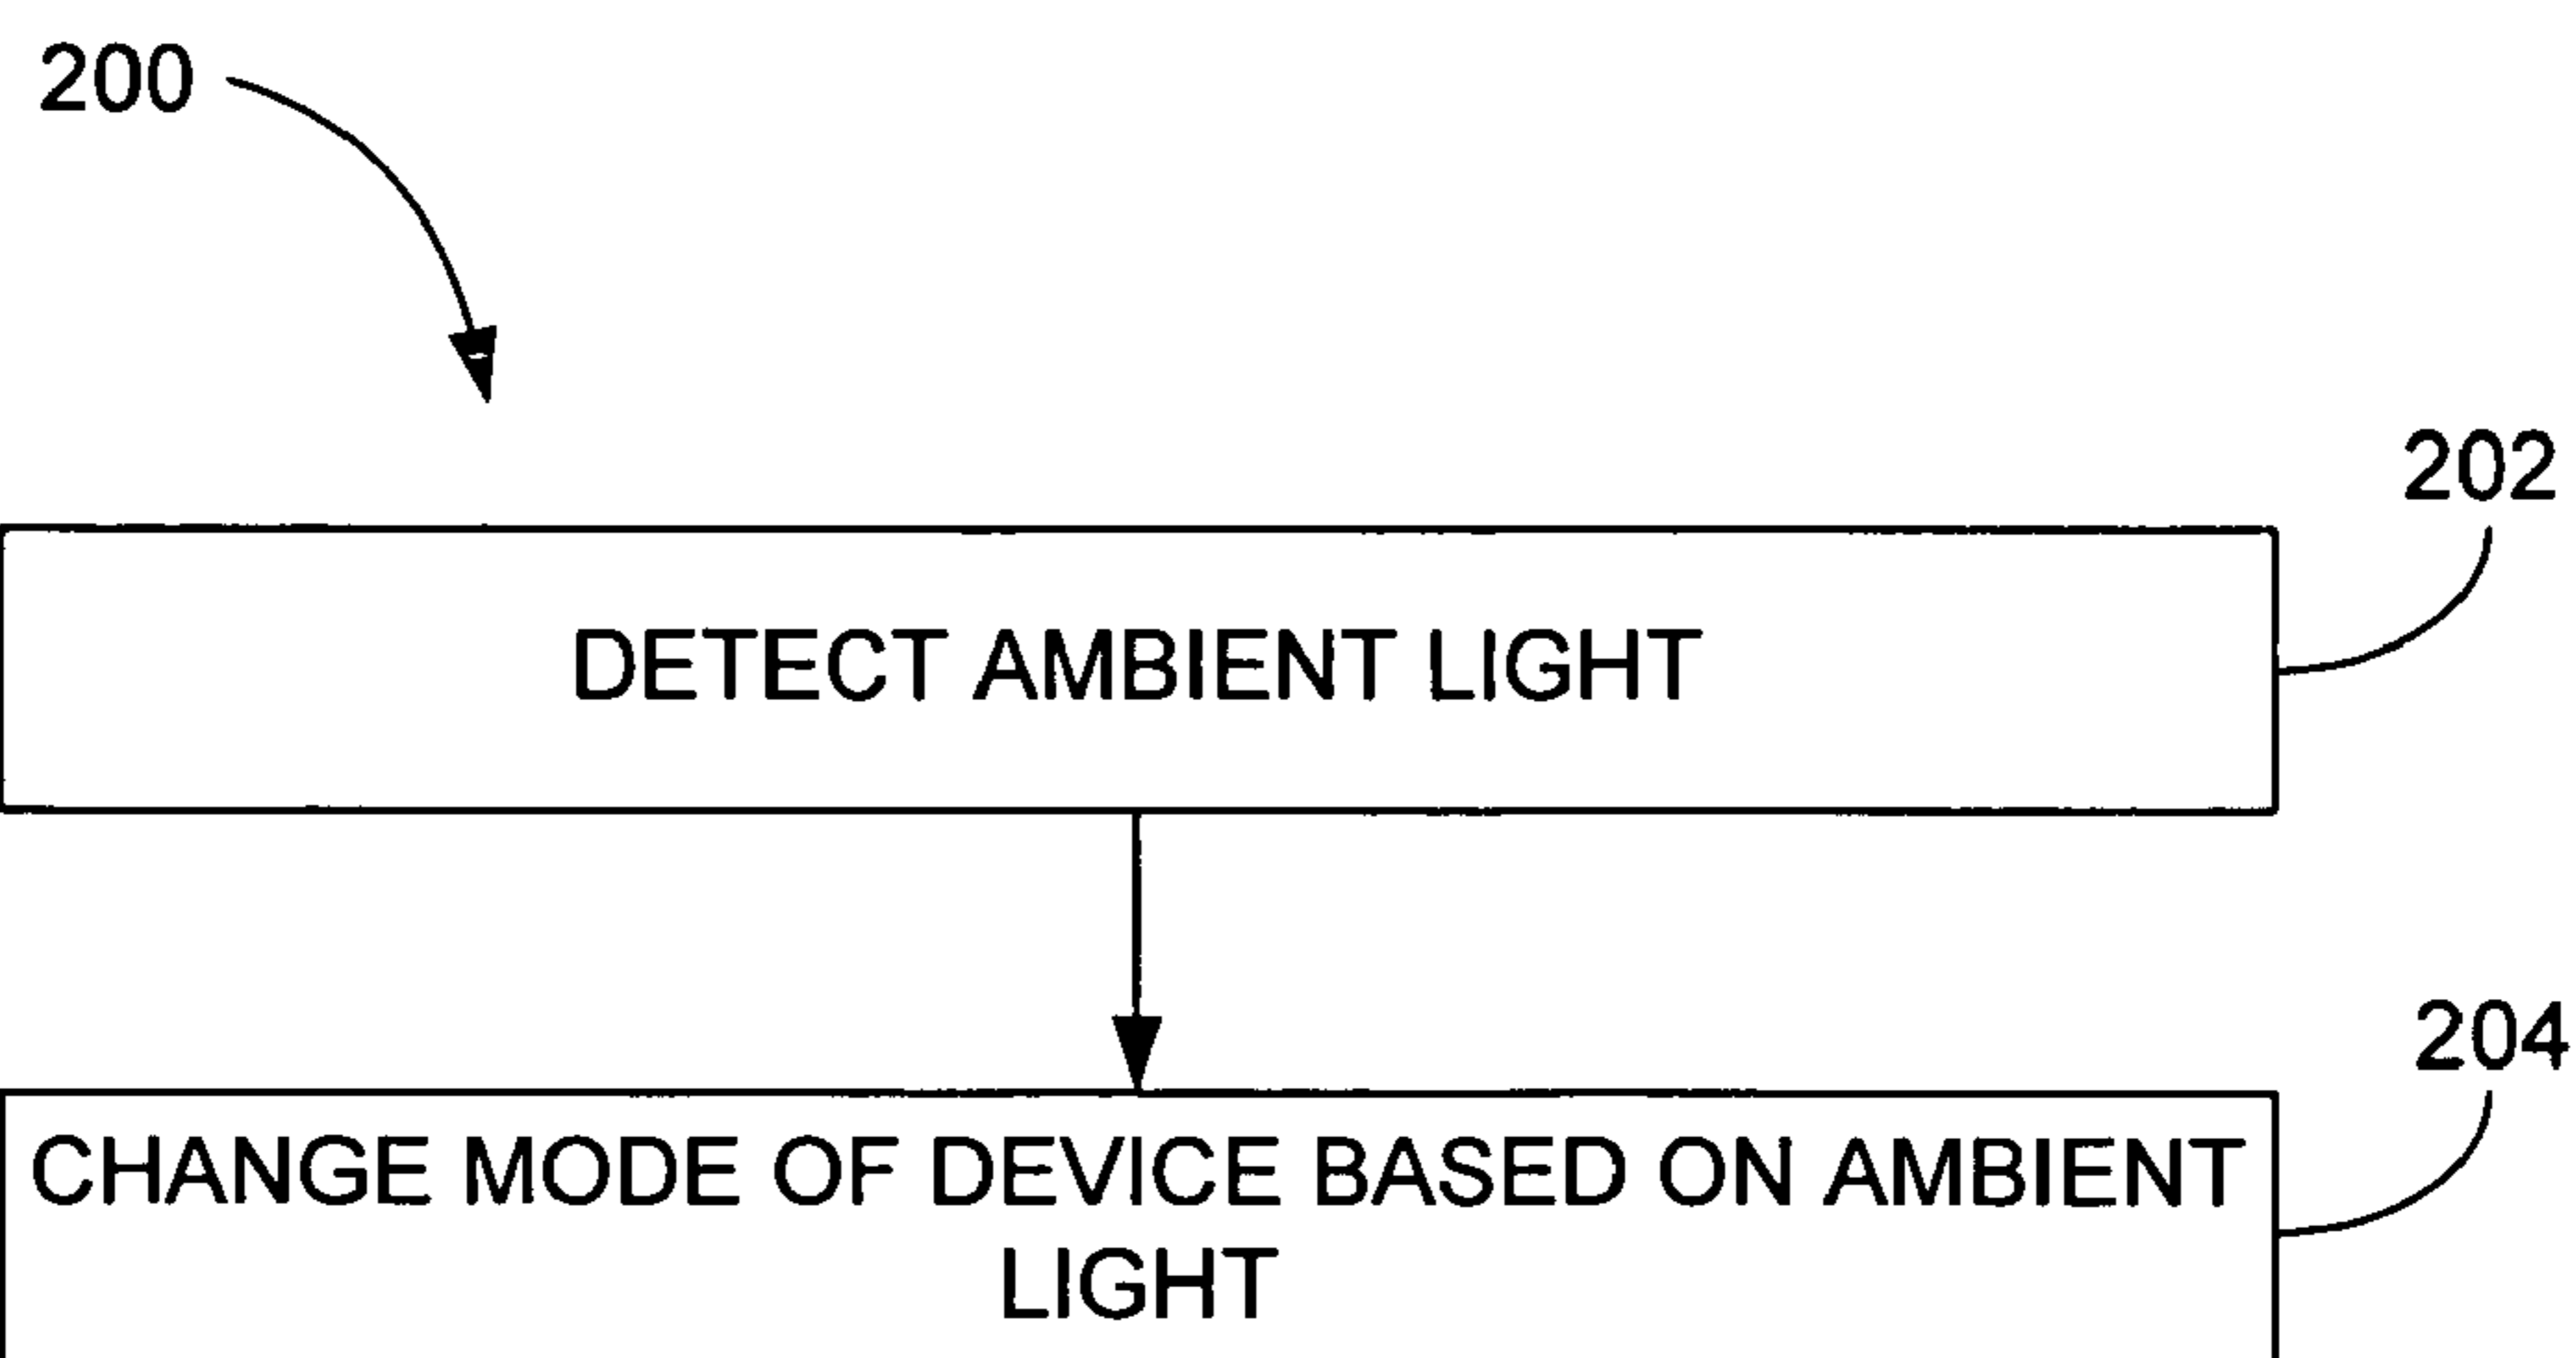 200
202
DETECT AMBIENT LIGHT
204
CHANGE MODE OF DEVICE BASED ON AMBIENT
LIGHT